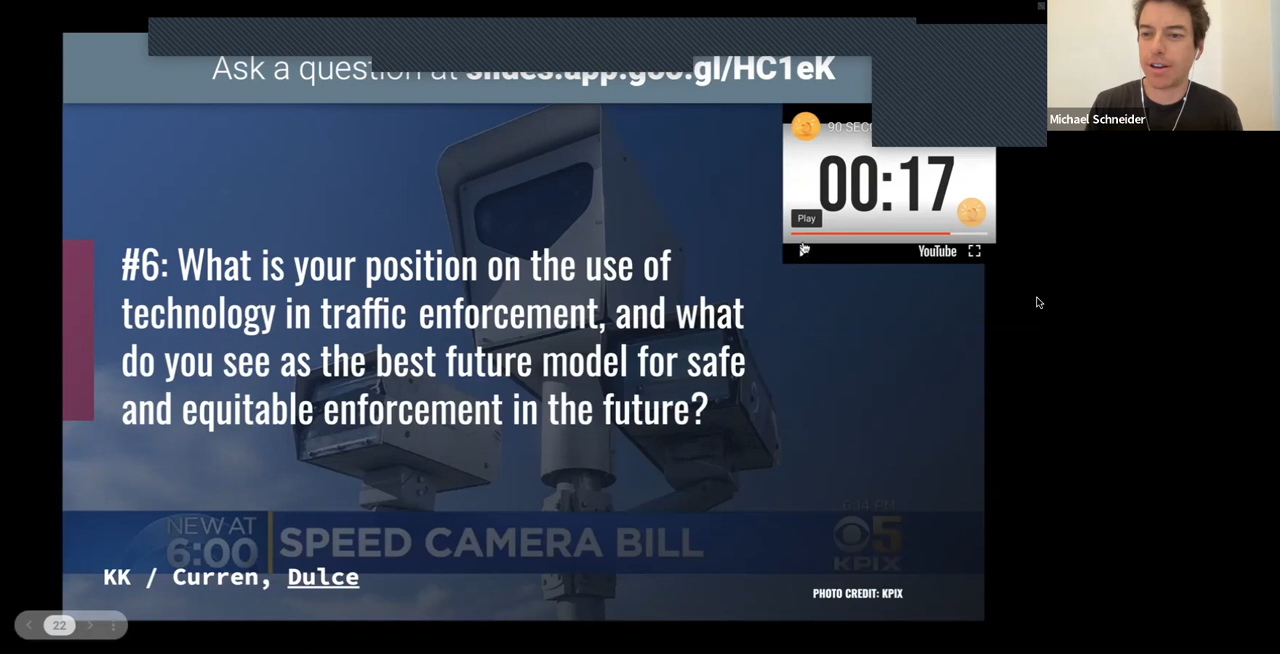 Ask a question at slides.app.goo.gl/HC1eK
Michael Schneider
90 SEC
00:17
Play
YouTube
#6: What is your position on the use of
technology in traffic enforcement, and what
do you see as the best future model for safe
and equitable enforcement in the future?
6:14 PM
NEW AT
6:00
SPEED CAMERA BILL
5
KPIX
KK / Curren, Dulce
PHOTO CREDIT: KPIX
22